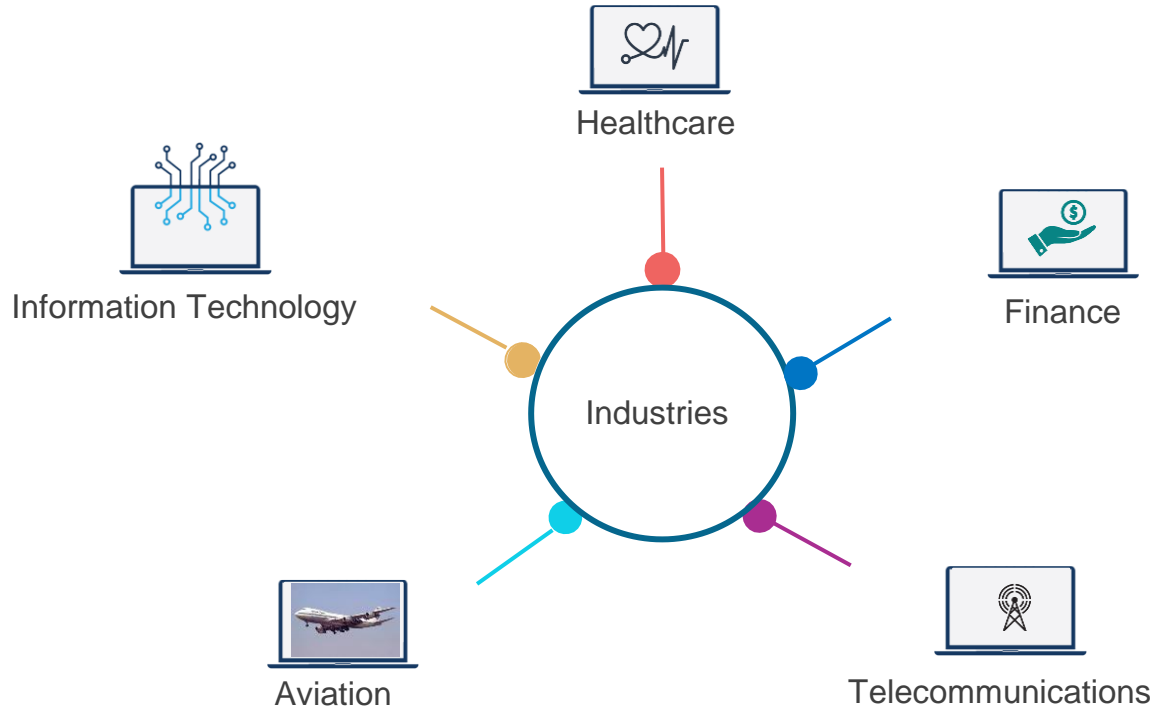 Healthcare
Information Technology
Finance
$
Industries
Aviation
Telecommunications